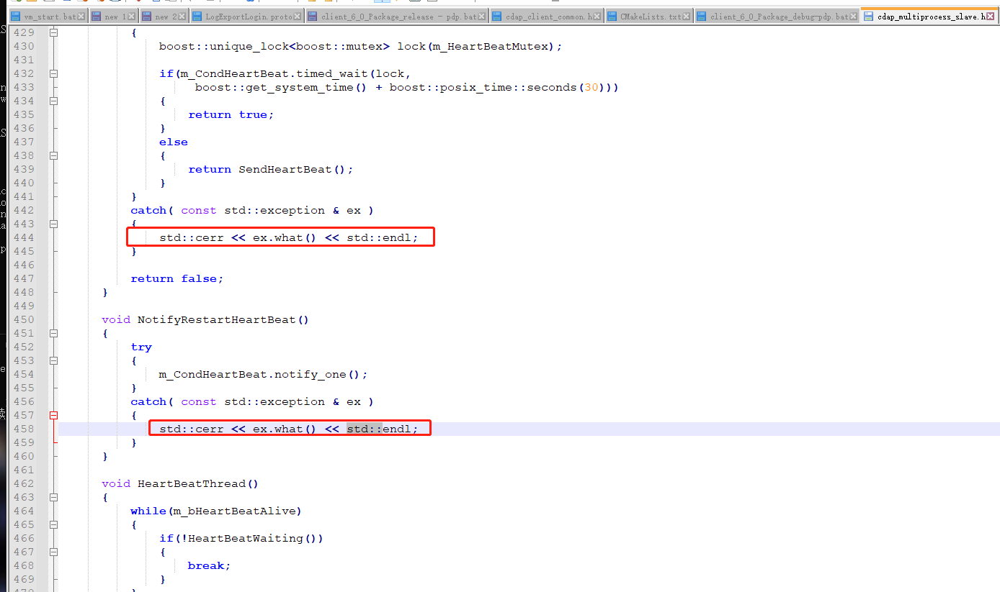 vm_start.bat new 1 new 2 LogExportLogin.proto client_6_0_Package_release - pdp.bat cdap_client_common.h CMakeLists.txt client_6_0_Package_debug-pdp.bat cdap_multiprocess_slave.h
429 {
430 boost::unique_lock<boost::mutex> lock(m_HeartBeatMutex);
431
432 if(m_CondHeartBeat.timed_wait(lock,
433 boost::get_system_time() + boost::posix_time::seconds(30)))
434 {
435 return true;
436 }
437 else
438 {
439 return SendHeartBeat();
440 }
441 }
442 catch( const std::exception & ex )
443 {
444 std::cerr << ex.what() << std::endl;
445 }
446
447 return false;
448 }
449
450 void NotifyRestartHeartBeat()
451 {
452 try
453 {
454 m_CondHeartBeat.notify_one();
455 }
456 catch( const std::exception & ex )
457 {
458 std::cerr << ex.what() << std::endl;
459 }
460 }
461
462 void HeartBeatThread()
463 {
464 while(m_bHeartBeatAlive)
465 {
466 if(!HeartBeatWaiting())
467 {
468 break;
469 }